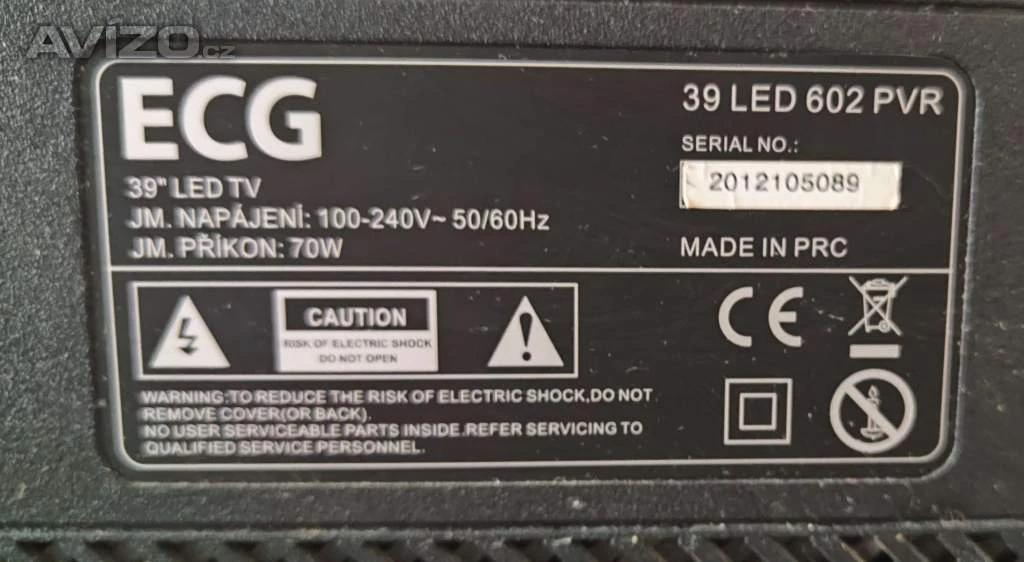 AVÍZO.cz
ECG
39" LED TV
JM. NAPÁJENÍ: 100-240V~ 50/60Hz
JM. PŘÍKON: 70W
39 LED 602 PVR
SERIAL NO.:
2012105089
MADE IN PRC
CAUTION
RISK OF ELECTRIC SHOCK
DO NOT OPEN
CE
WARNING:TO REDUCE THE RISK OF ELECTRIC SHOCK,DO NOT
REMOVE COVER(OR BACK).
NO USER SERVICEABLE PARTS INSIDE.REFER SERVICING TO
QUALIFIED SERVICE PERSONNEL.